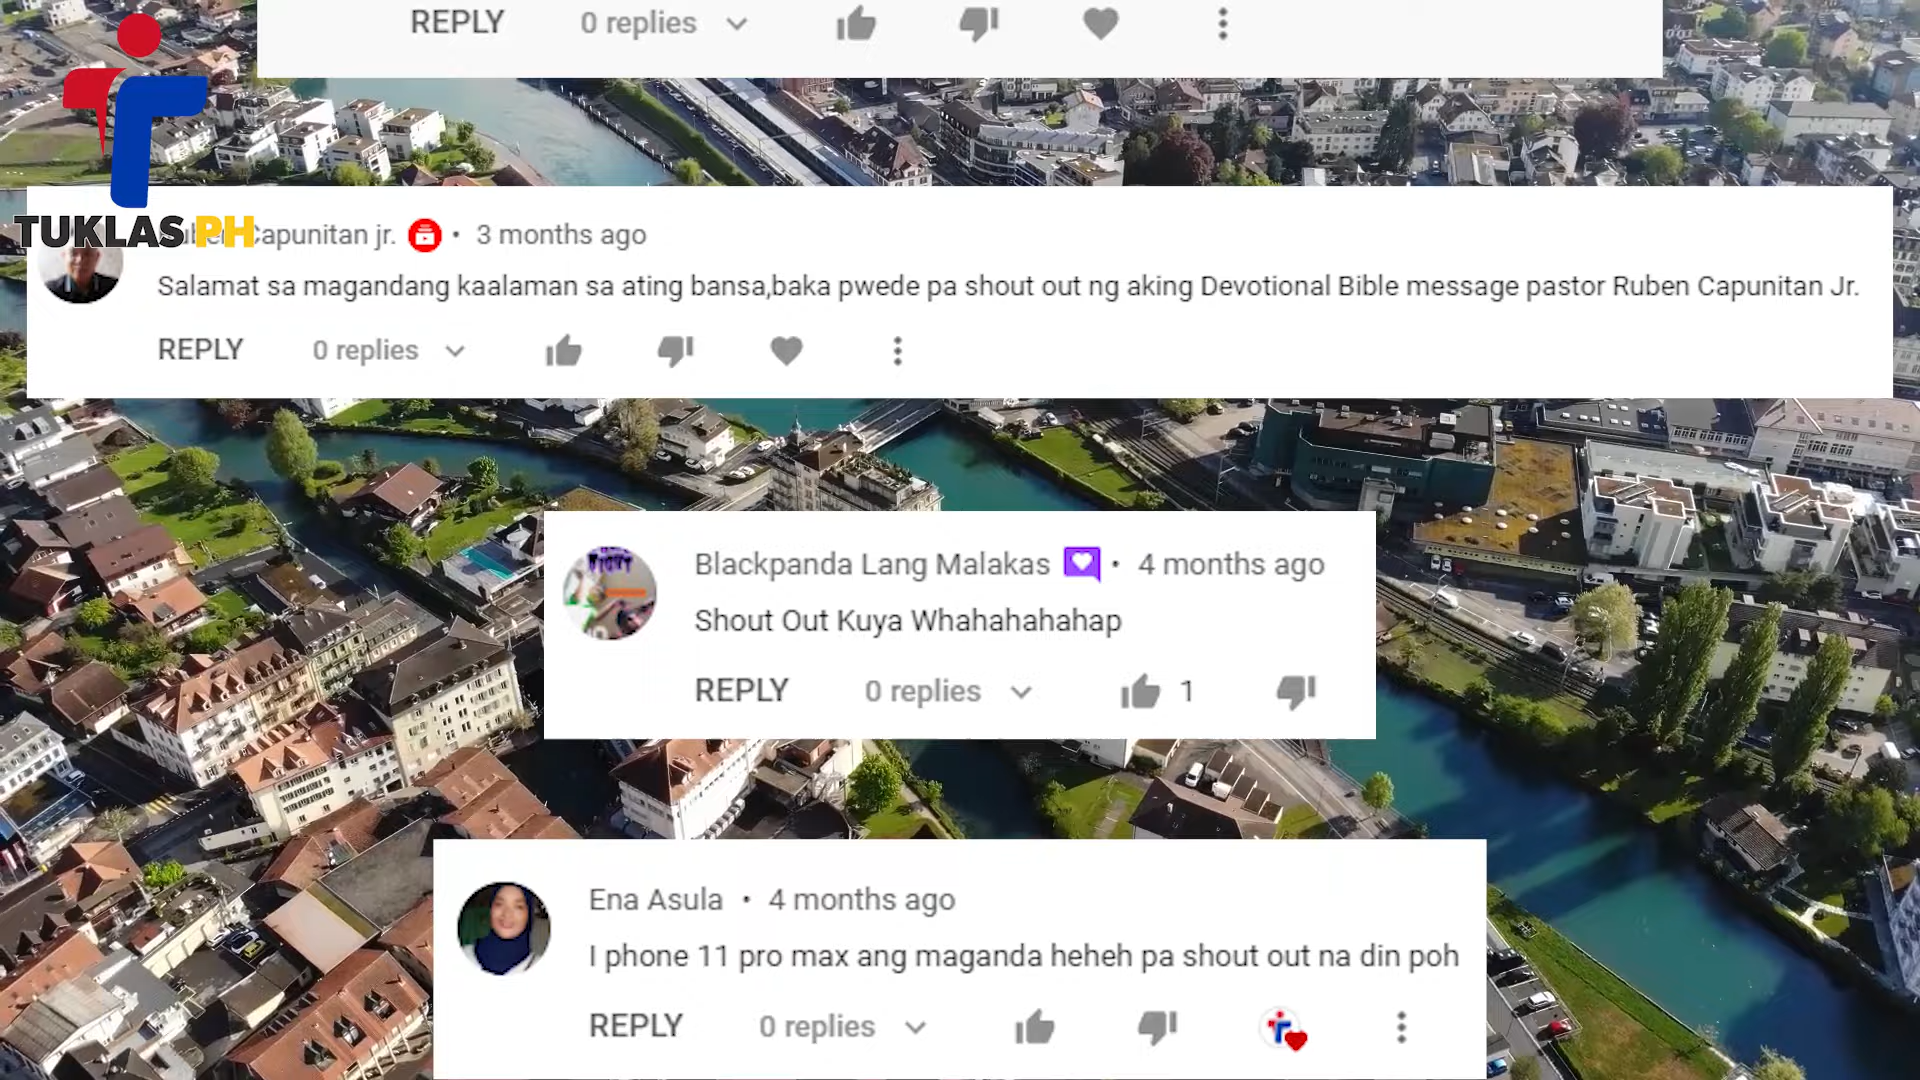 REPLY 0 replies
TUKLAS PH
Capunitan jr. • 3 months ago
Salamat sa magandang kaalaman sa ating bansa,baka pwede pa shout out ng aking Devotional Bible message pastor Ruben Capunitan Jr.
REPLY 0 replies
Blackpanda Lang Malakas • 4 months ago
Shout Out Kuya Whahahahahap
REPLY 0 replies 1
Ena Asula • 4 months ago
I phone 11 pro max ang maganda heheh pa shout out na din poh
REPLY 0 replies